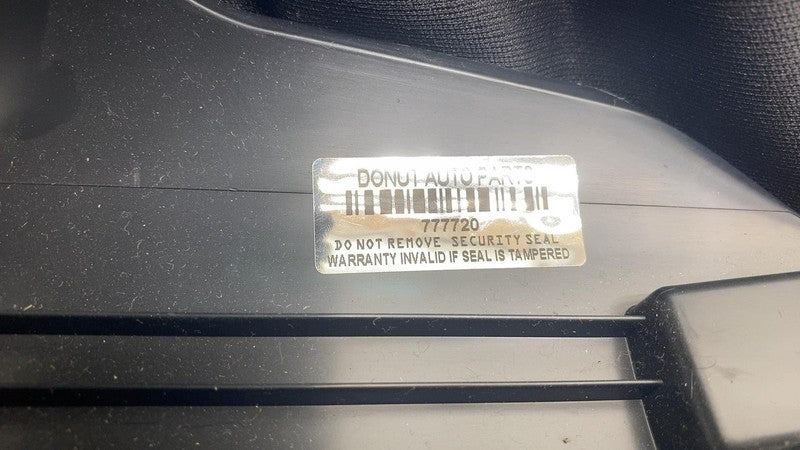 DONUT AUTO PARTS
777720
DO NOT REMOVE SECURITY SEAL
WARRANTY INVALID IF SEAL IS TAMPERED